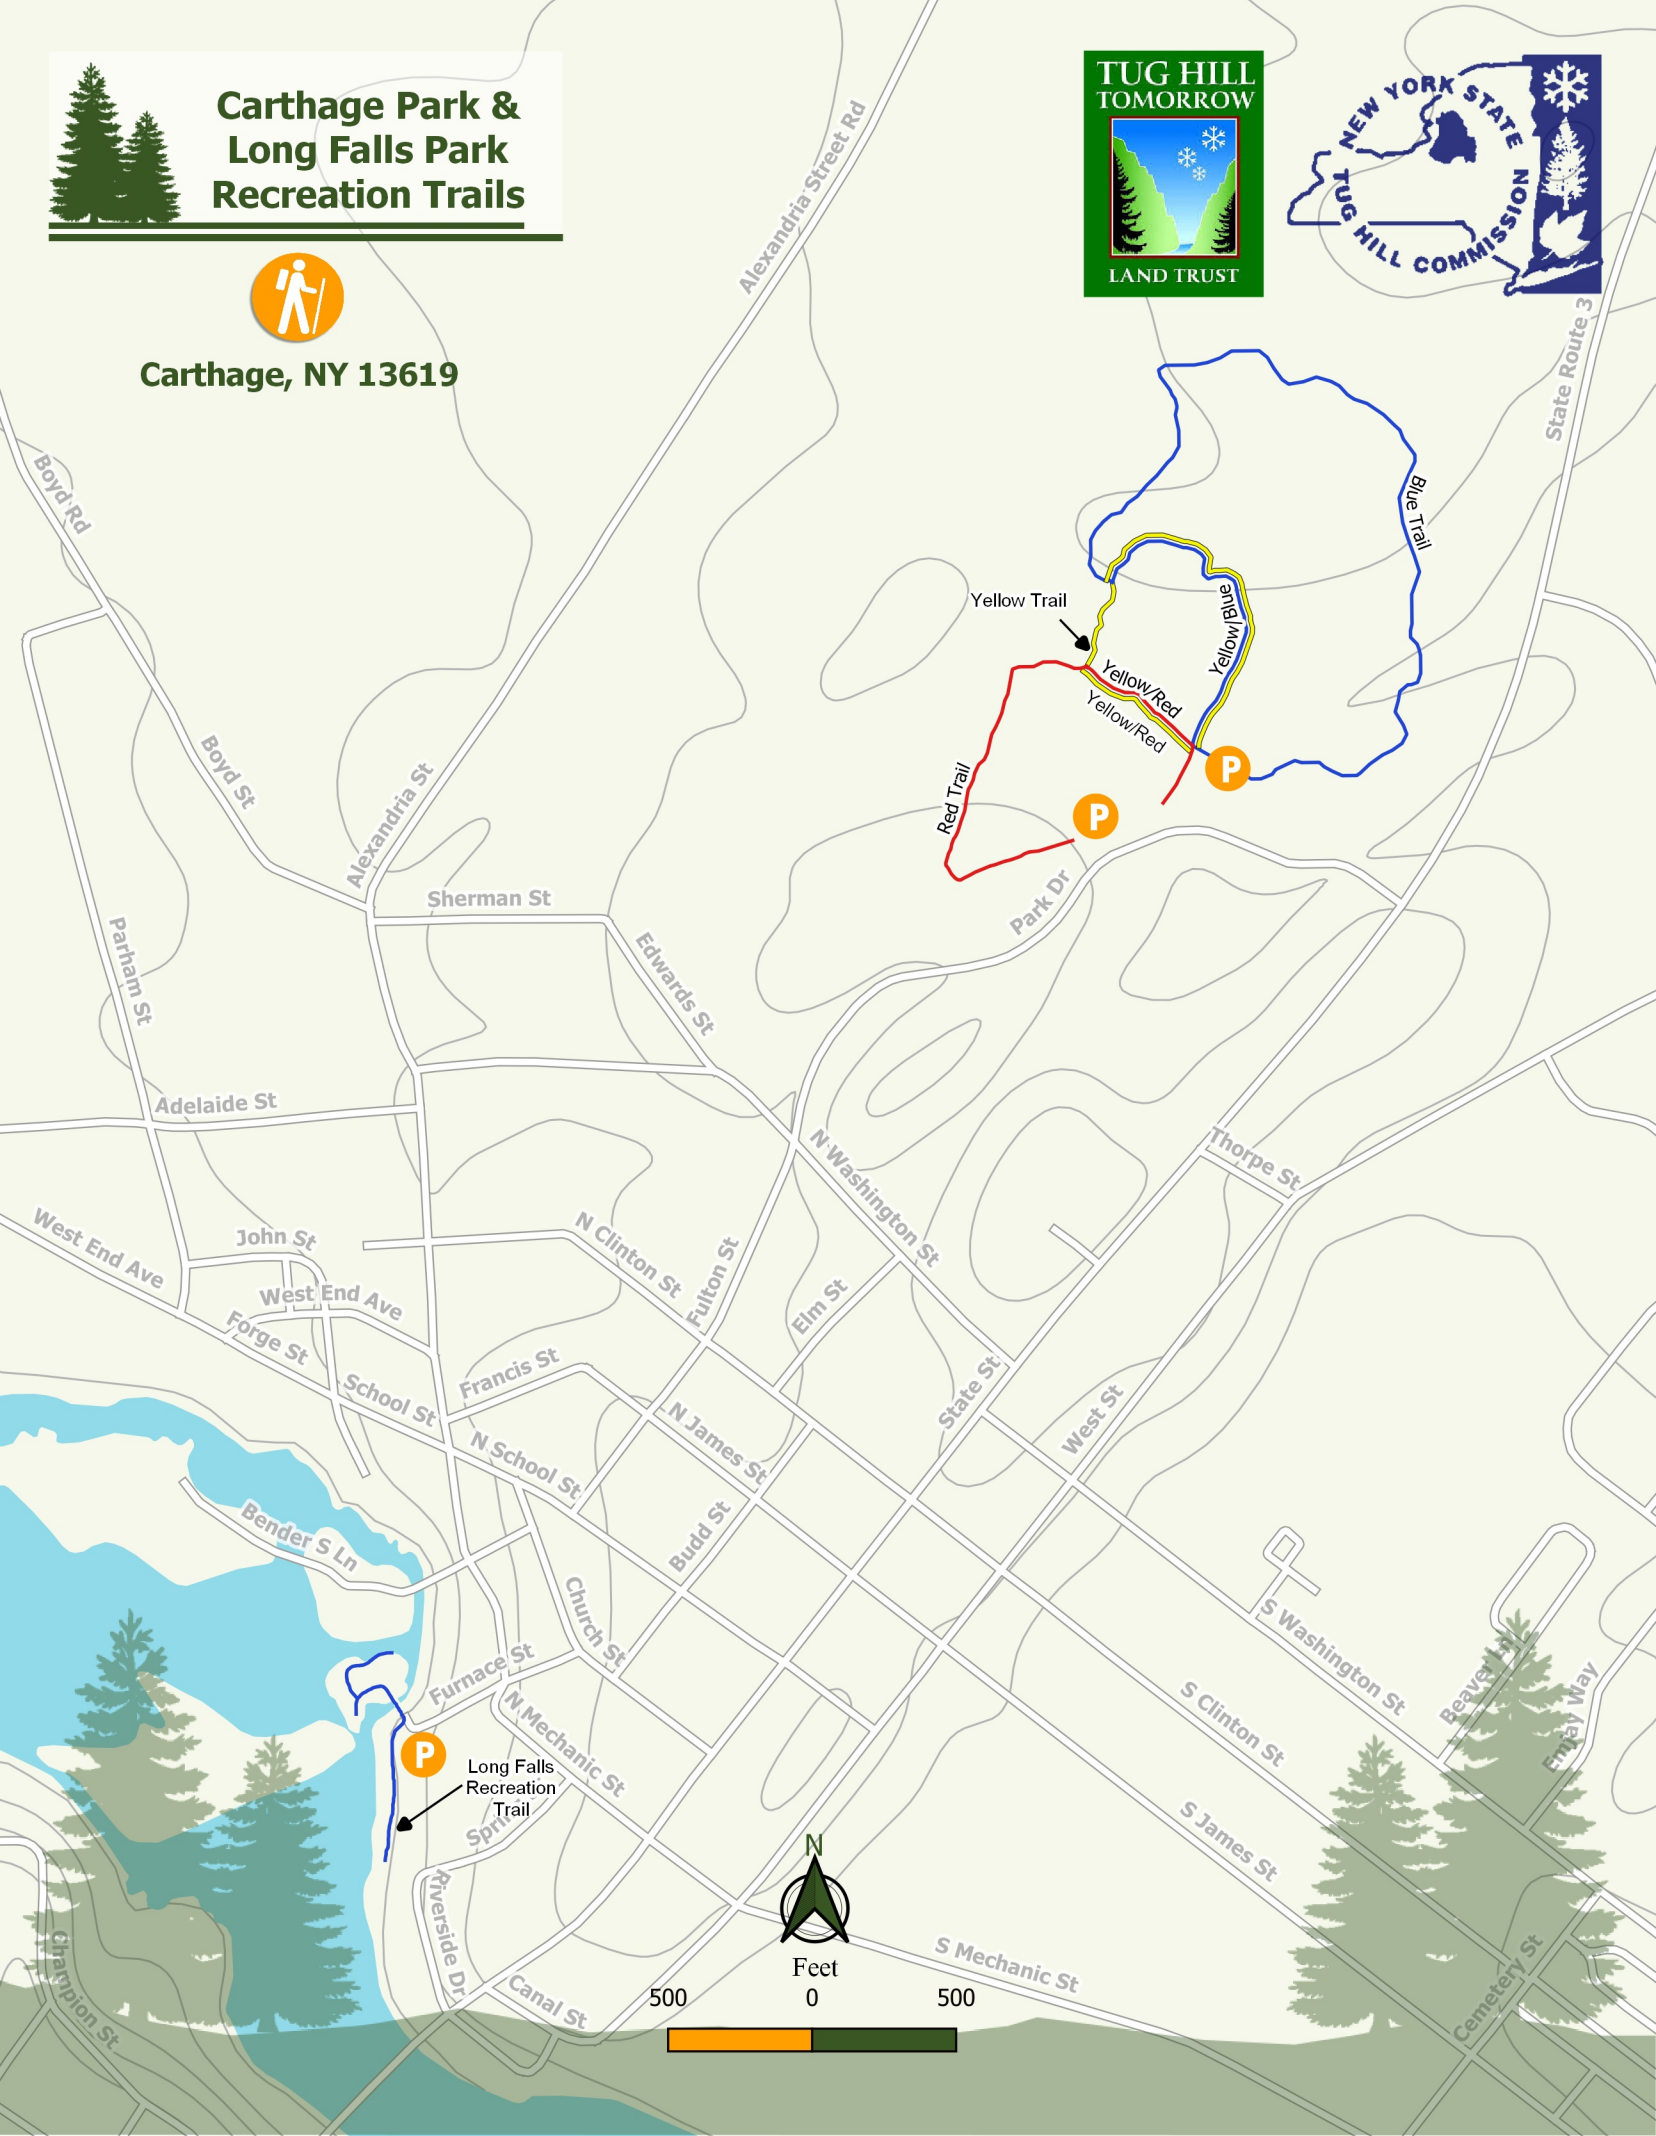 Carthage Park &
Long Falls Park
Recreation Trails
Carthage, NY 13619
TUG HILL
TOMORROW
LAND TRUST
NEW YORK STATE
TUG HILL COMMISSION
Alexandria Street Rd
State Route 3
Boyd Rd
Blue Trail
Yellow Trail
Yellow/Blue
Yellow/Red
Yellow/Red
Boyd St
Alexandria St
Red Trail
P
P
Sherman St
Park Dr
Parham St
Edwards St
Adelaide St
N Washington St
Thorpe St
West End Ave
John St
N Clinton St
Fulton St
West End Ave
Elm St
Forge St
Francis St
School St
State St
West St
N James St
N School St
Bender S Ln
Budd St
Church St
S Washington St
Furnace St
Beaver Ln
Emjay Way
N Mechanic St
S Clinton St
P
Long Falls
Recreation
Trail
S James St
N
Riverside Dr
Champion St
S Mechanic St
Cemetery St
Canal St
Feet
500 0 500